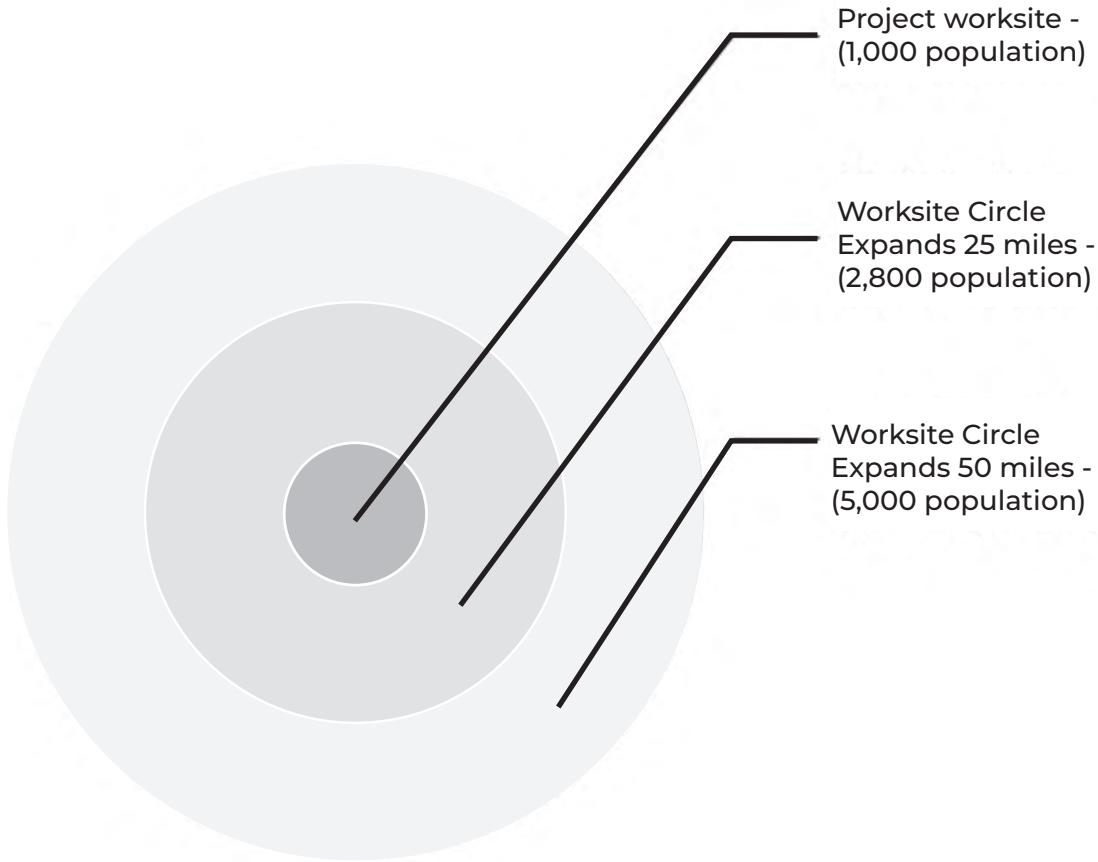 Project worksite -
(1,000 population)
Worksite Circle
Expands 25 miles -
(2,800 population)
Worksite Circle
Expands 50 miles -
(5,000 population)